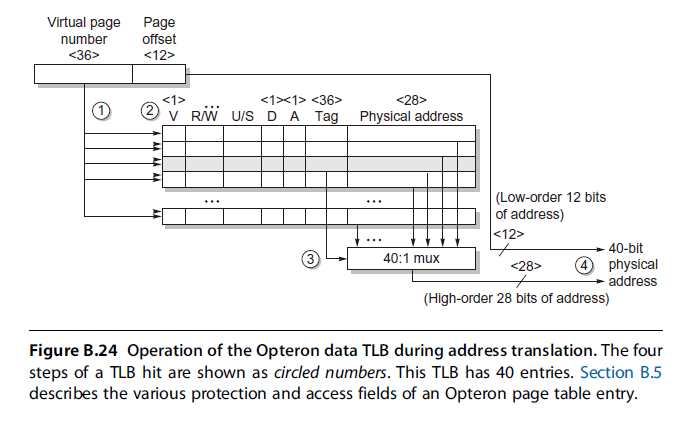 Virtual page Page
number offset
<36> <12>
1 2 <1> ... <1><1> <36> <28>
V R/W U/S D A Tag Physical address
... ...
(Low-order 12 bits
of address)
...
<12>
3 40:1 mux <28> 4 40-bit
physical
address
(High-order 28 bits of address)
Figure B.24 Operation of the Opteron data TLB during address translation. The four
steps of a TLB hit are shown as circled numbers. This TLB has 40 entries. Section B.5
describes the various protection and access fields of an Opteron page table entry.